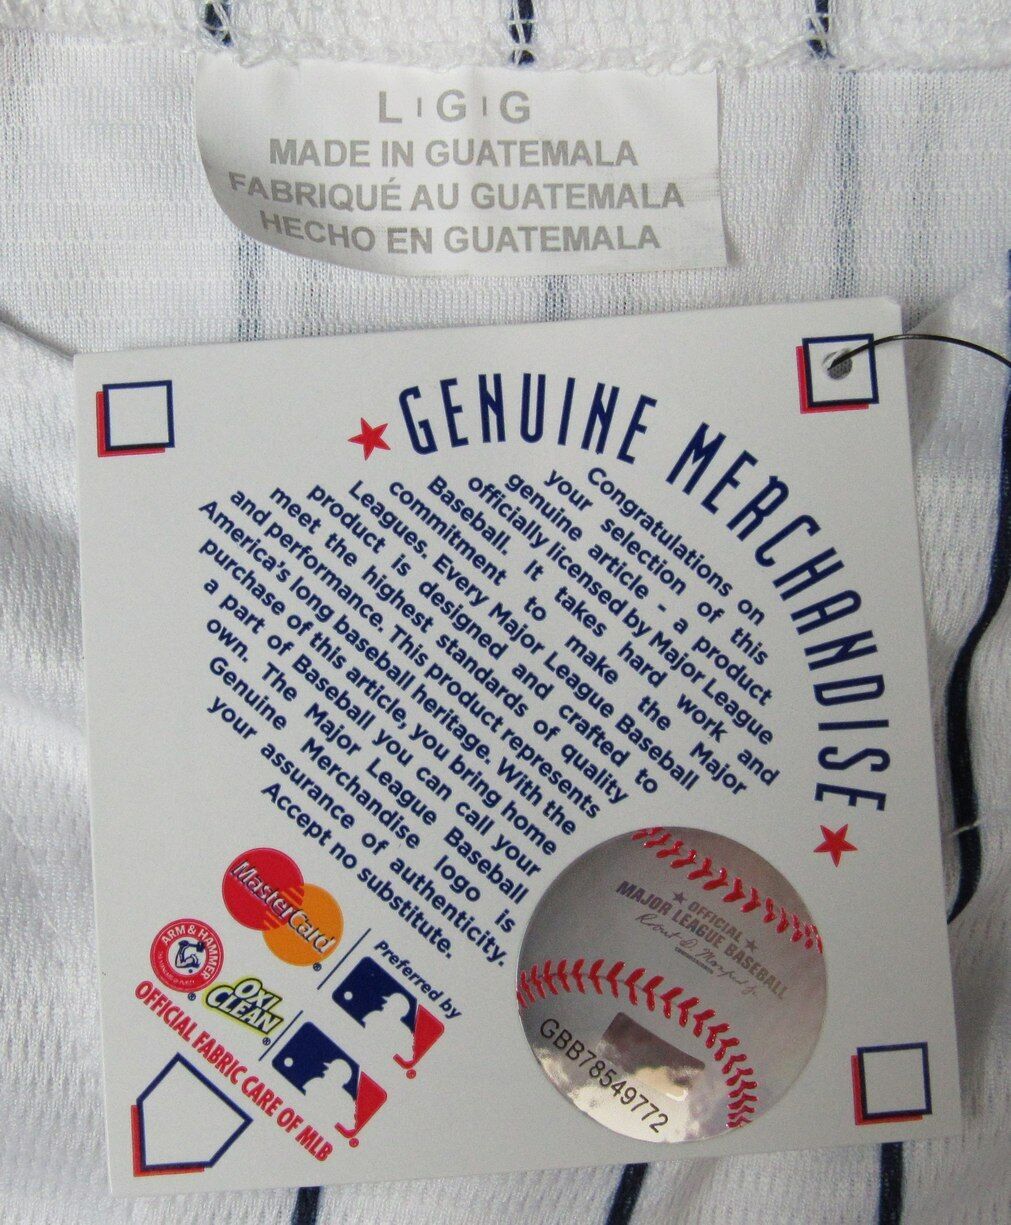 L | G | G
MADE IN GUATEMALA
FABRIQUÉ AU GUATEMALA
HECHO EN GUATEMALA
GENUINE MERCHANDISE
Congratulations on
your selection of this
genuine article - a product
officially licensed by Major League
Baseball. It takes hard work and
commitment to make the Major
Leagues. Every Major League Baseball
product is designed and crafted to
meet the highest standards of quality
and performance. This product represents
America's long baseball heritage. With the
purchase of this article, you bring home
a part of Baseball you can call your
own. The Major League Baseball
Genuine Merchandise logo is
your assurance of authenticity.
Accept no substitute.
MasterCard®
Preferred by
ARM & HAMMER
OXI
CLEAN
OFFICIAL FABRIC CARE OF MLB
OFFICIAL
MAJOR LEAGUE BASEBALL
GBB78549772